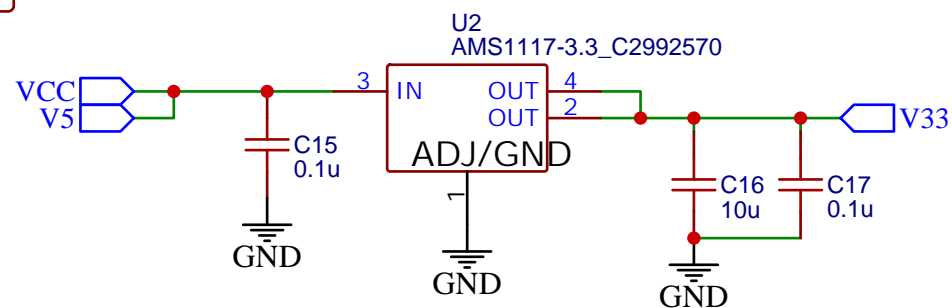 U2
AMS1117-3.3_C2992570
VCC
V5
3
IN
OUT
4
OUT
2
V33
ADJ/GND
1
C15
0.1u
C16
10u
C17
0.1u
GND
GND
GND